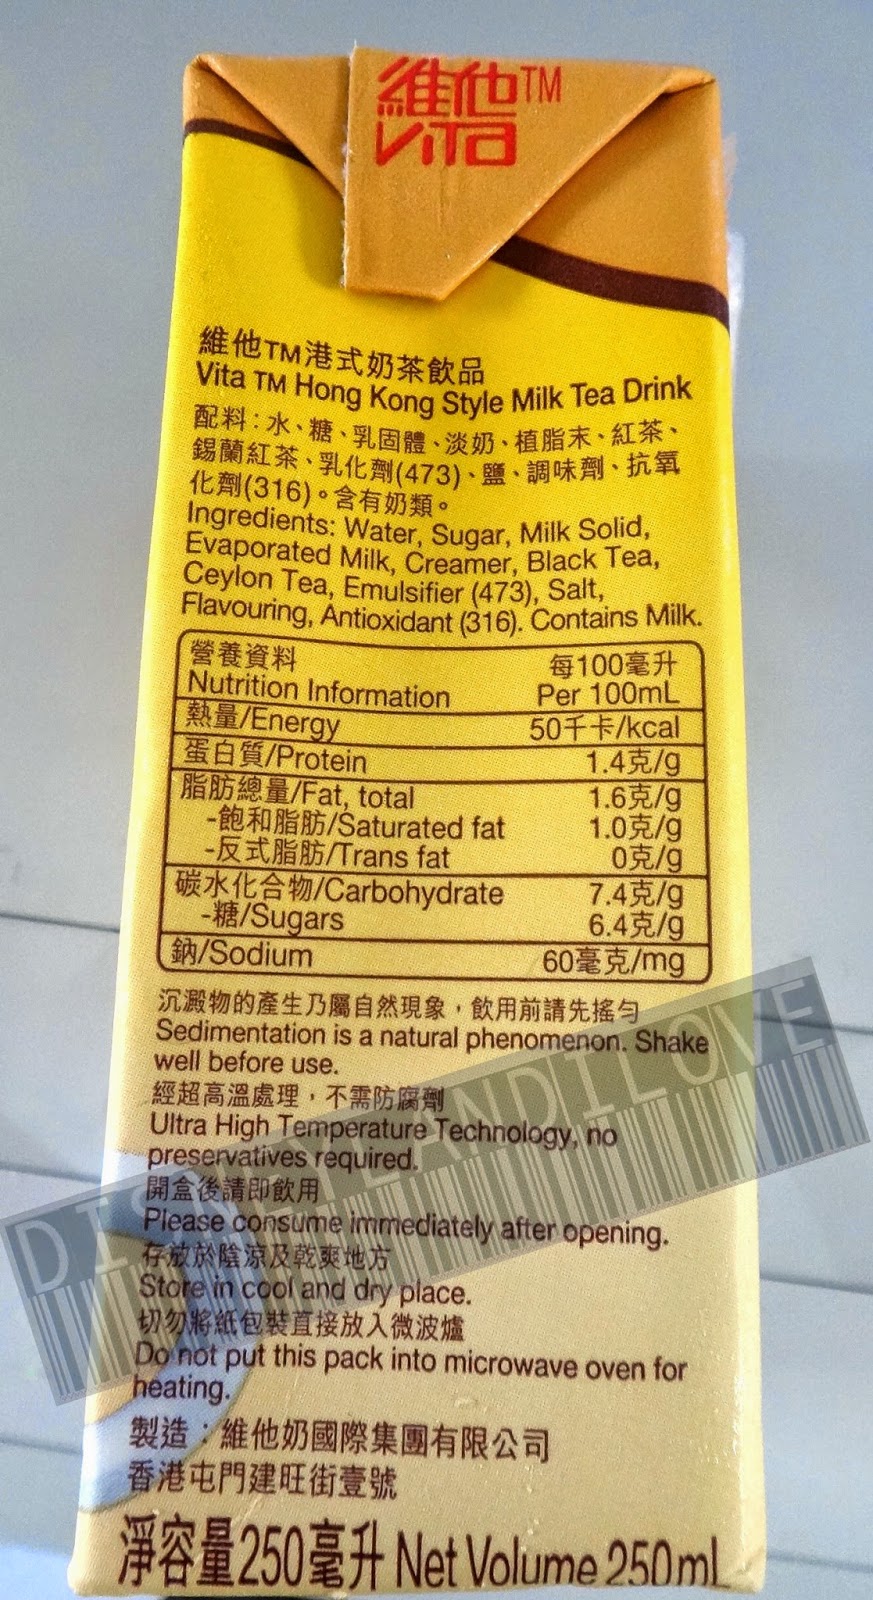 維他TM
VITA
維他TM港式奶茶飲品
Vita TM Hong Kong Style Milk Tea Drink
配料:水、糖、乳固體、淡奶、植脂末、紅茶、
錫蘭紅茶、乳化劑(473)、鹽、調味劑、抗氧
化劑(316)。含有奶類。
Ingredients: Water, Sugar, Milk Solid,
Evaporated Milk, Creamer, Black Tea,
Ceylon Tea, Emulsifier (473), Salt,
Flavouring, Antioxidant (316). Contains Milk.
營養資料 每100毫升
Nutrition Information Per 100mL
熱量/Energy 50千卡/kcal
蛋白質/Protein 1.4克/g
脂肪總量/Fat, total 1.6克/g
-飽和脂肪/Saturated fat 1.0克/g
-反式脂肪/Trans fat 0克/g
碳水化合物/Carbohydrate 7.4克/g
-糖/Sugars 6.4克/g
鈉/Sodium 60毫克/mg
沉澱物的產生乃屬自然現象,飲用前請先搖勻
Sedimentation is a natural phenomenon. Shake
well before use.
經超高溫處理,不需防腐劑
Ultra High Temperature Technology, no
preservatives required.
開盒後請即飲用
Please consume immediately after opening.
存放於陰涼及乾爽地方
Store in cool and dry place.
切勿將紙包裝直接放入微波爐
Do not put this pack into microwave oven for
heating.
製造:維他奶國際集團有限公司
香港屯門建旺街壹號
淨容量250毫升 Net Volume 250mL